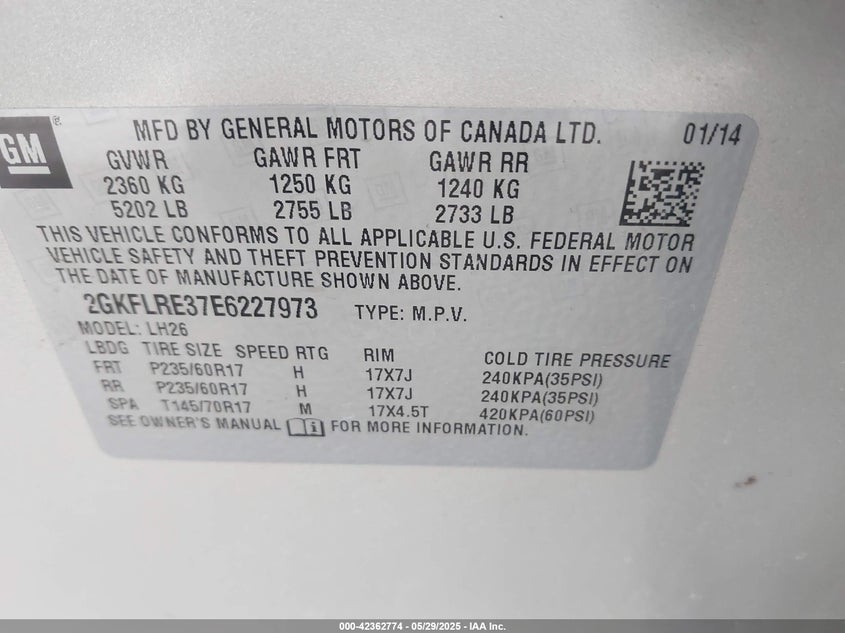 GM®
MFD BY GENERAL MOTORS OF CANADA LTD. 01/14
GVWR GAWR FRT GAWR RR
2360 KG 1250 KG 1240 KG
5202 LB 2755 LB 2733 LB
THIS VEHICLE CONFORMS TO ALL APPLICABLE U.S. FEDERAL MOTOR
VEHICLE SAFETY AND THEFT PREVENTION STANDARDS IN EFFECT ON
THE DATE OF MANUFACTURE SHOWN ABOVE.
2GKFLRE37E6227973 TYPE: M.P.V.
MODEL: LH26
LBDG TIRE SIZE SPEED RTG RIM COLD TIRE PRESSURE
FRT P235/60R17 H 17X7J 240KPA(35PSI)
RR P235/60R17 H 17X7J 240KPA(35PSI)
SPA T145/70R17 M 17X4.5T 420KPA(60PSI)
SEE OWNER'S MANUAL i FOR MORE INFORMATION.
000-42362774 - 05/29/2025 - IAA Inc.